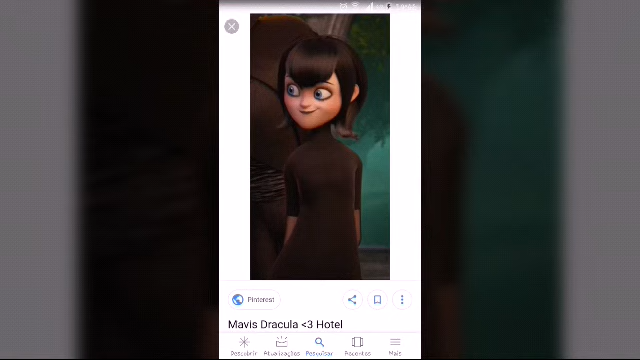 Pinterest
Mavis Dracula <3 Hotel
Descobrir Atualizações Pesquisar Recentes Mais